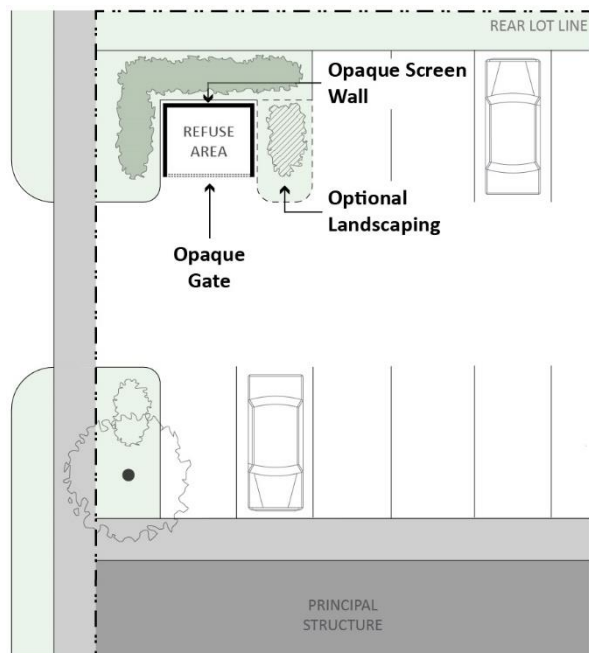 REAR LOT LINE
Opaque Screen
Wall
REFUSE
AREA
Optional
Landscaping
Opaque
Gate
PRINCIPAL
STRUCTURE